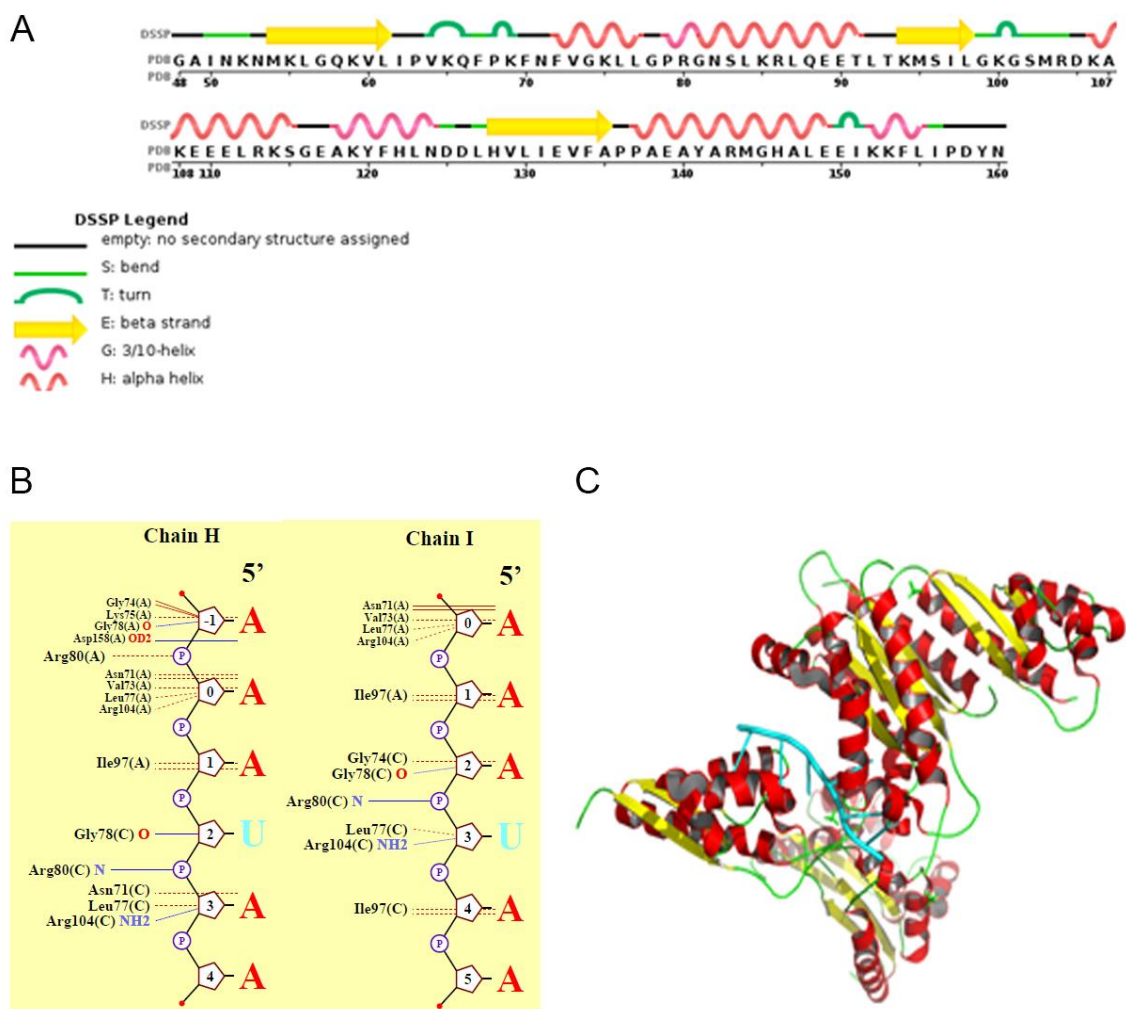 A
DSSP
PDB GAINKNMKLGQKVLIPVKQFPKFNFVGKLLGPRGNSLKRLQEETLTKMSILGKGSMRDKA
PDB 48 50 60 70 80 90 100 107
DSSP
PDB KEEELRKSGEAKYFHLNDDLHVLIEVFAPPAEAYARMGHALEEIKKFLIPDYN
PDB 108 110 120 130 140 150 160
DSSP Legend
empty: no secondary structure assigned
S: bend
T: turn
E: beta strand
G: 3/10-helix
H: alpha helix
B
Chain H
5'
Gly74(A)
Lys75(A)
Gly78(A) O
Asp158(A) OD2
-1 A
Arg80(A) P
Asn71(A)
Val73(A)
Leu77(A)
Arg104(A)
0 A
P
Ile97(A) 1 A
P
Gly78(C) O 2 U
Arg80(C) N P
Asn71(C)
Leu77(C)
Arg104(C) NH2
3 A
P
4 A
Chain I
5'
Asn71(A)
Val73(A)
Leu77(A)
Arg104(A)
0 A
P
Ile97(A) 1 A
P
Gly74(C)
Gly78(C) O
2 A
Arg80(C) N P
Leu77(C)
Arg104(C) NH2
3 U
P
Ile97(C) 4 A
P
5 A
C